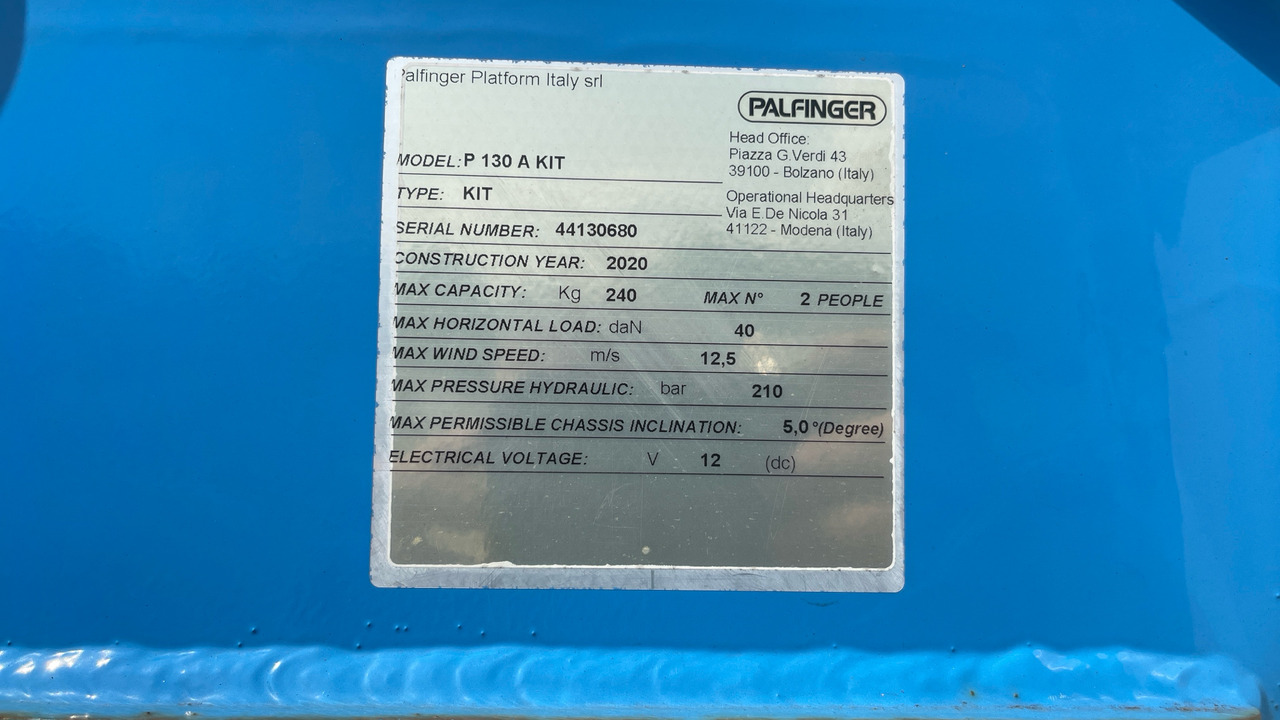 Palfinger Platform Italy srl
PALFINGER
Head Office:
Piazza G.Verdi 43
39100 - Bolzano (Italy)
Operational Headquarters
Via E.De Nicola 31
41122 - Modena (Italy)
MODEL: P 130 A KIT
TYPE: KIT
SERIAL NUMBER: 44130680
CONSTRUCTION YEAR: 2020
MAX CAPACITY: Kg 240 MAX N° 2 PEOPLE
MAX HORIZONTAL LOAD: daN 40
MAX WIND SPEED: m/s 12,5
MAX PRESSURE HYDRAULIC: bar 210
MAX PERMISSIBLE CHASSIS INCLINATION: 5,0 °(Degree)
ELECTRICAL VOLTAGE: V 12 (dc)